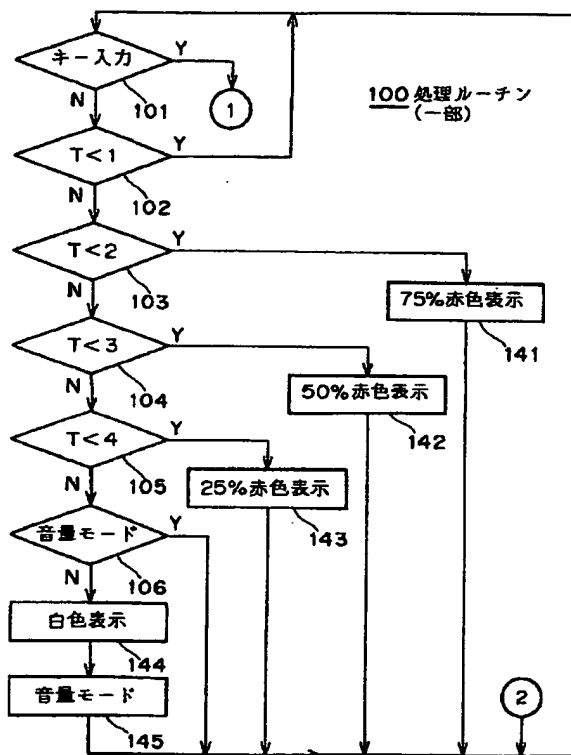 キー入力
Y
N
101
1
100 処理ルーチン
(一部)
T<1
Y
N
102
T<2
Y
N
103
75%赤色表示
141
T<3
Y
N
104
50%赤色表示
142
T<4
Y
N
105
25%赤色表示
143
音量モード
Y
N
106
白色表示
144
音量モード
145
2